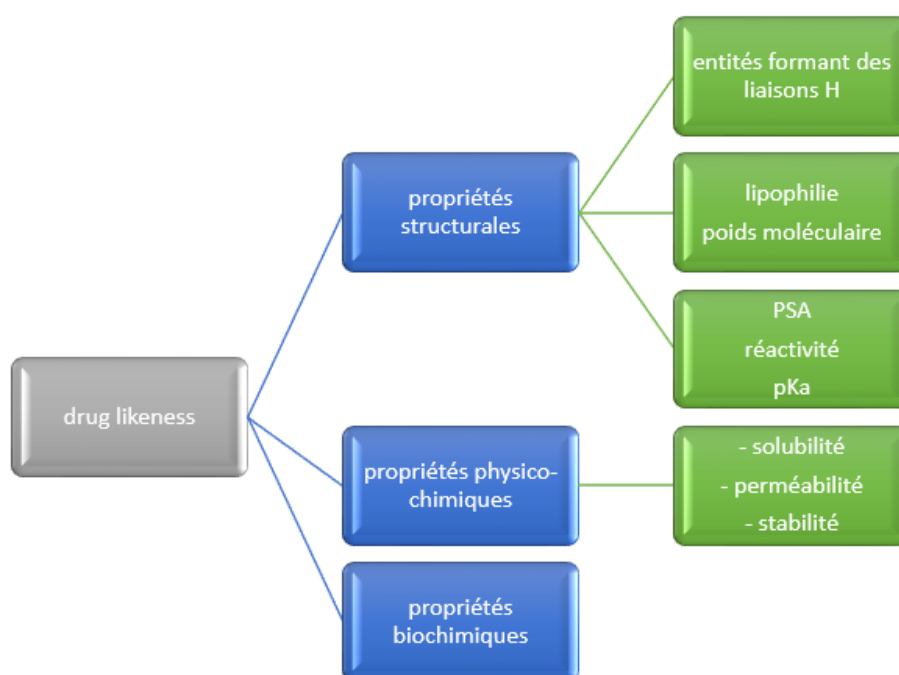 drug likeness
propriétés
structurales
propriétés physico-
chimiques
propriétés
biochimiques
entités formant des
liaisons H
lipophilie
poids moléculaire
PSA
réactivité
pKa
- solubilité
- perméabilité
- stabilité